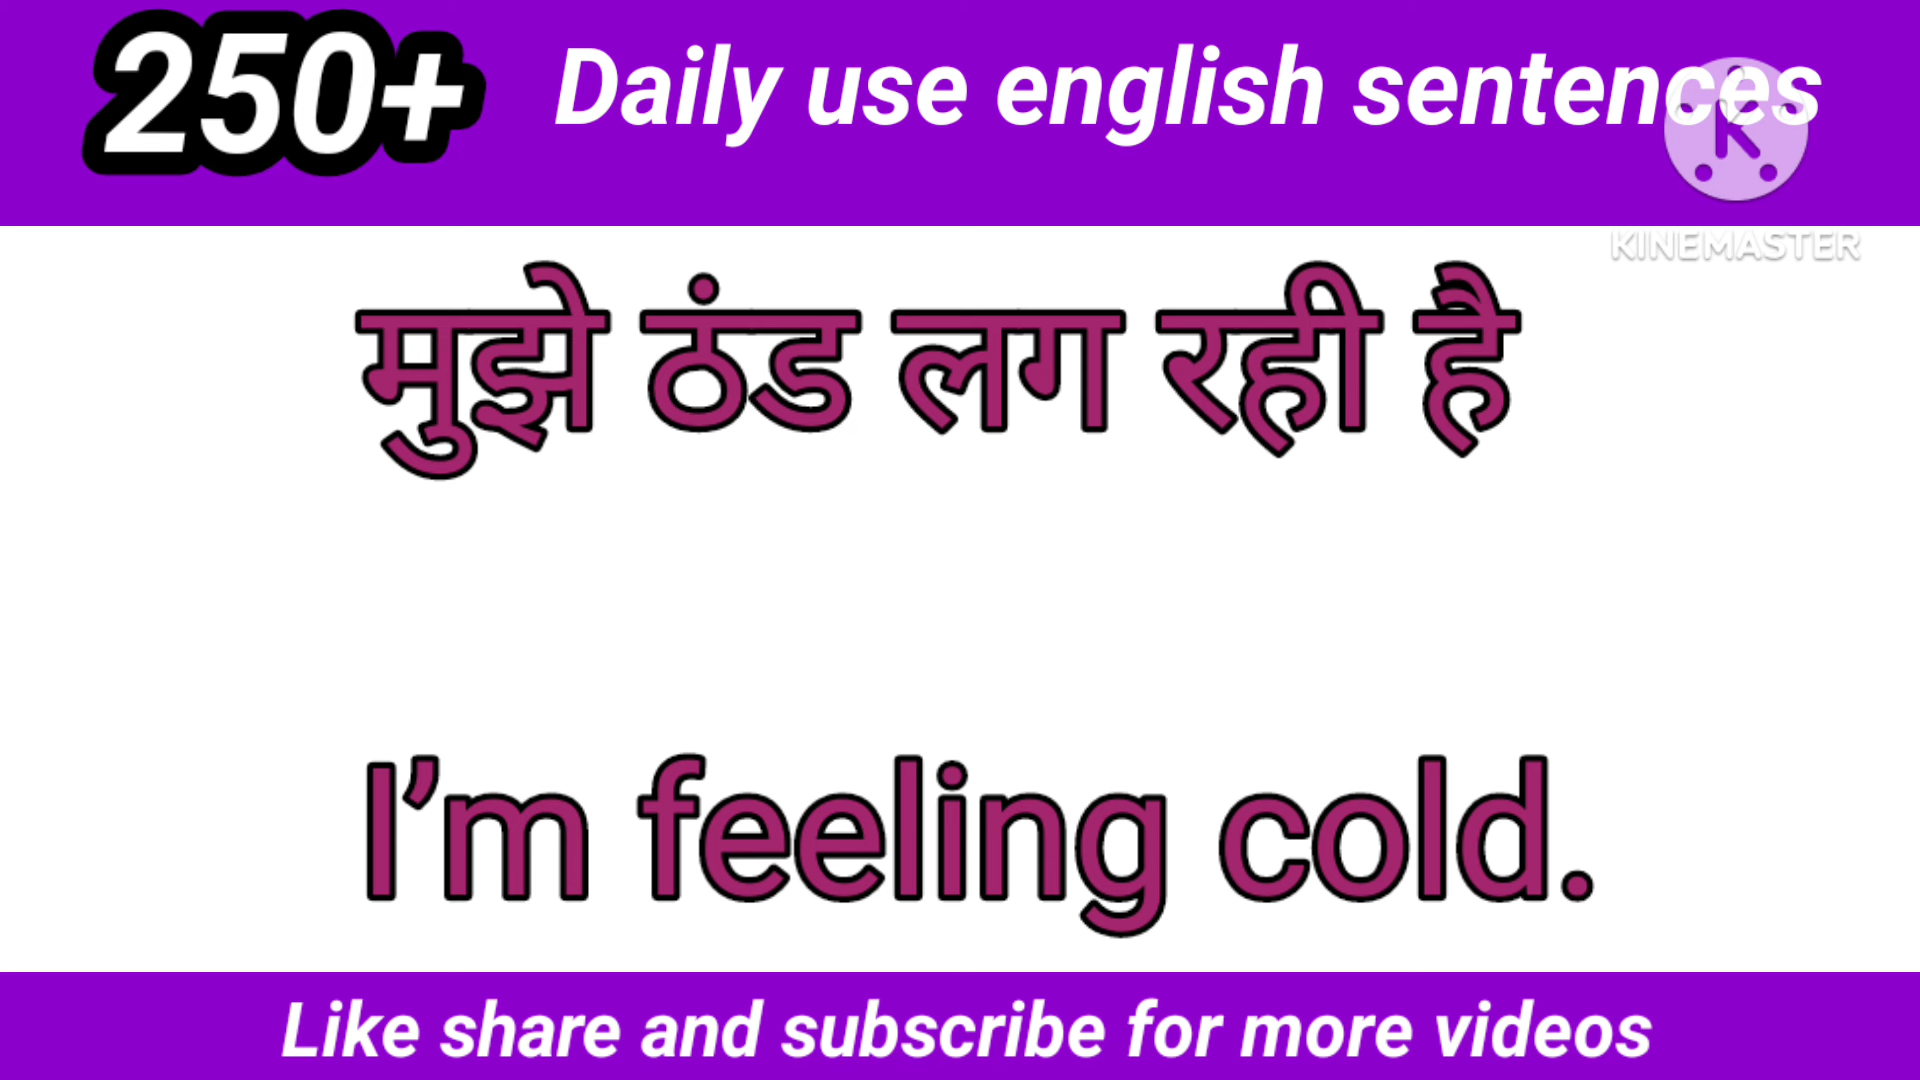 250+ Daily use english sentences
KINEMASTER
मुझे ठंड लग रही है
I’m feeling cold.
Like share and subscribe for more videos